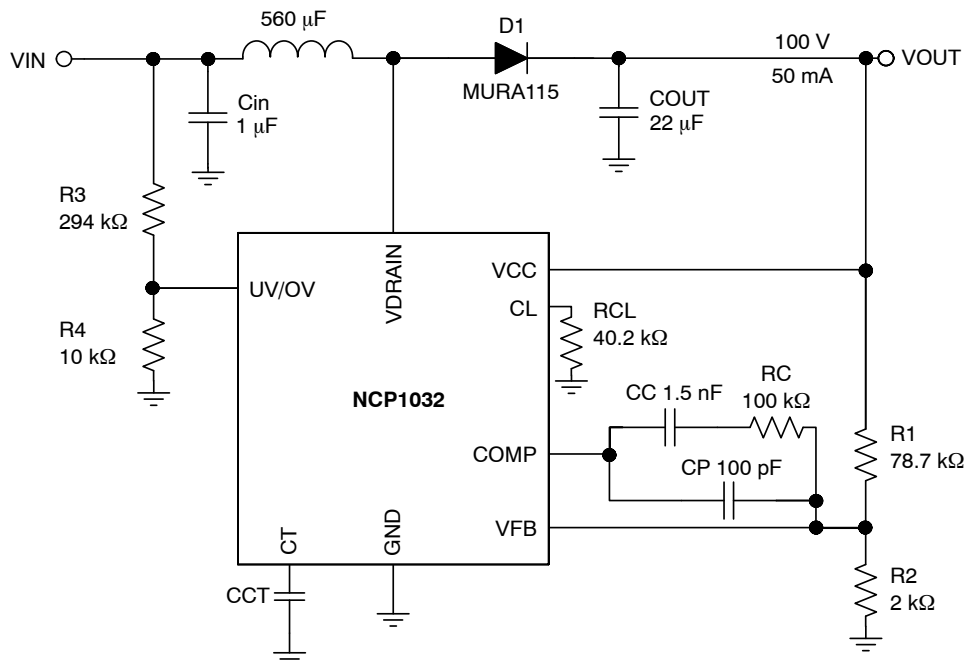 560 μF
D1
VIN
100 V
VOUT
MURA115
50 mA
Cin
1 μF
COUT
22 μF
R3
294 kΩ
VCC
UV/OV
VDRAIN
CL
RCL
40.2 kΩ
R4
10 kΩ
NCP1032
CC 1.5 nF
RC
100 kΩ
R1
78.7 kΩ
COMP
CP 100 pF
VFB
CT
GND
CCT
R2
2 kΩ